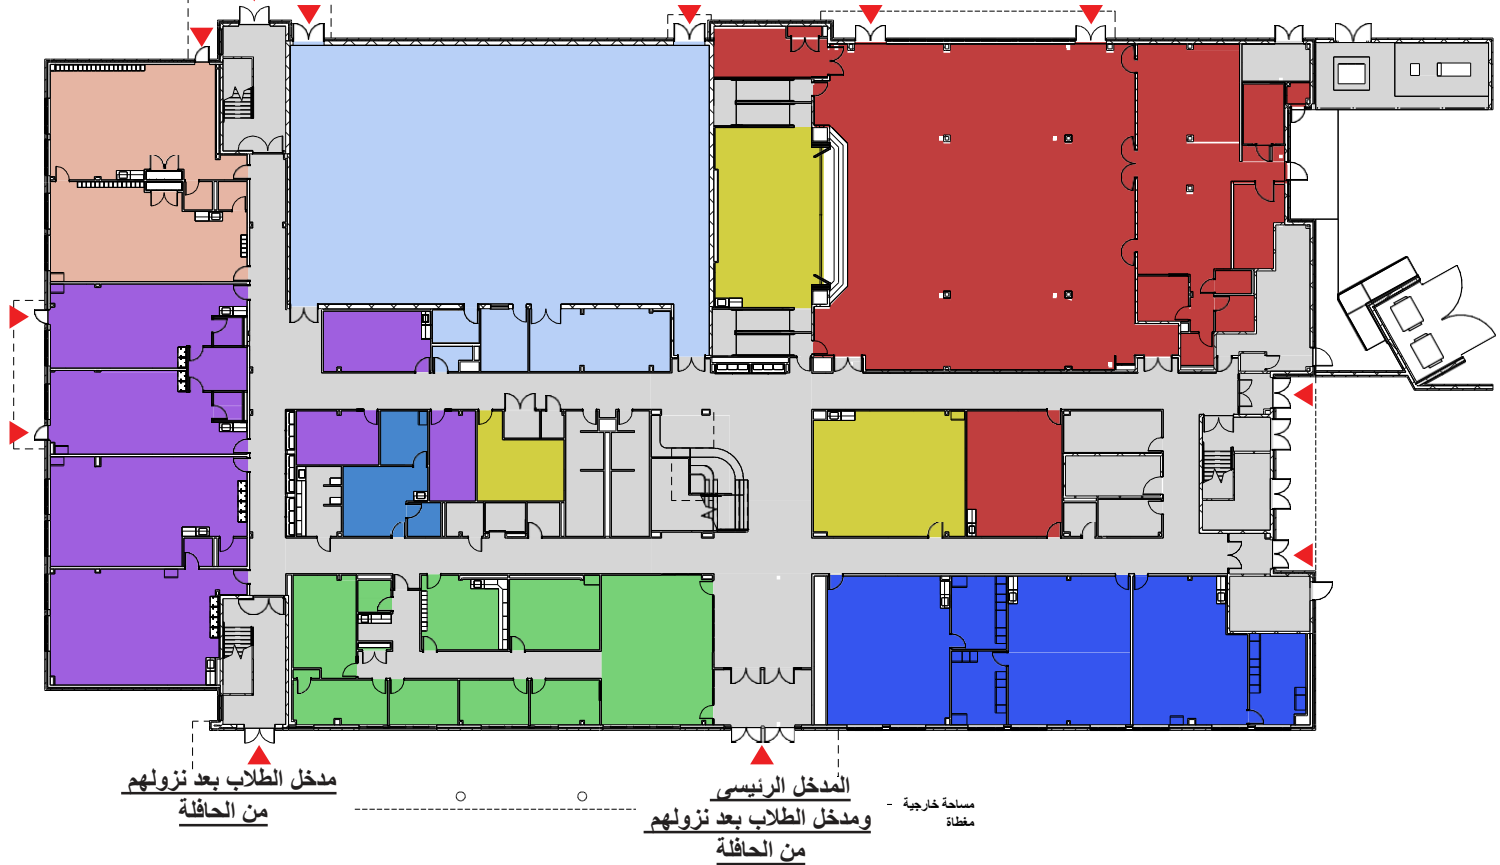 مدخل الطلاب بعد نزولهم
من الحافلة
المدخل الرئيسى
ومدخل الطلاب بعد نزولهم
من الحافلة
مساحة خارجية -
مغطاة